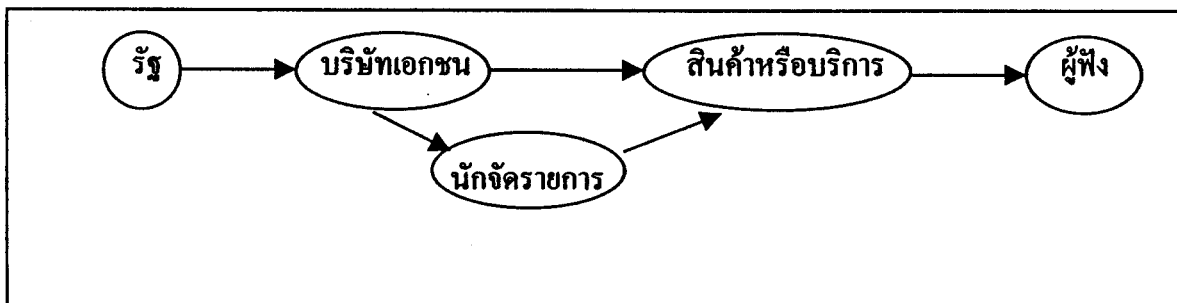 รัฐ
บริษัทเอกชน
สินค้าหรือบริการ
ผู้ฟัง
นักจัดรายการ